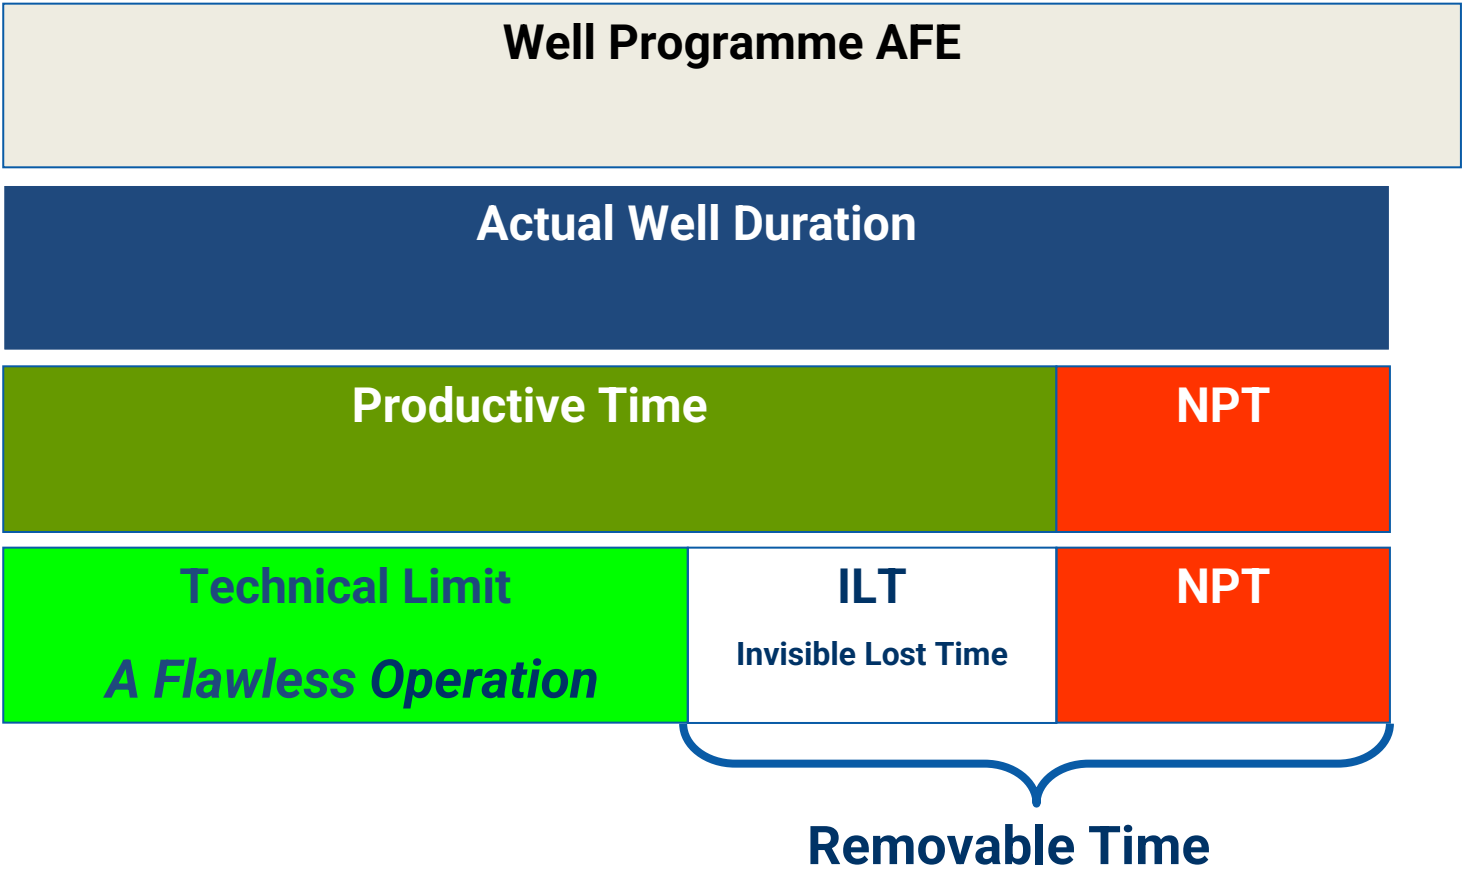 Well Programme AFE
Actual Well Duration
Productive Time
NPT
Technical Limit
A Flawless Operation
ILT
Invisible Lost Time
NPT
Removable Time